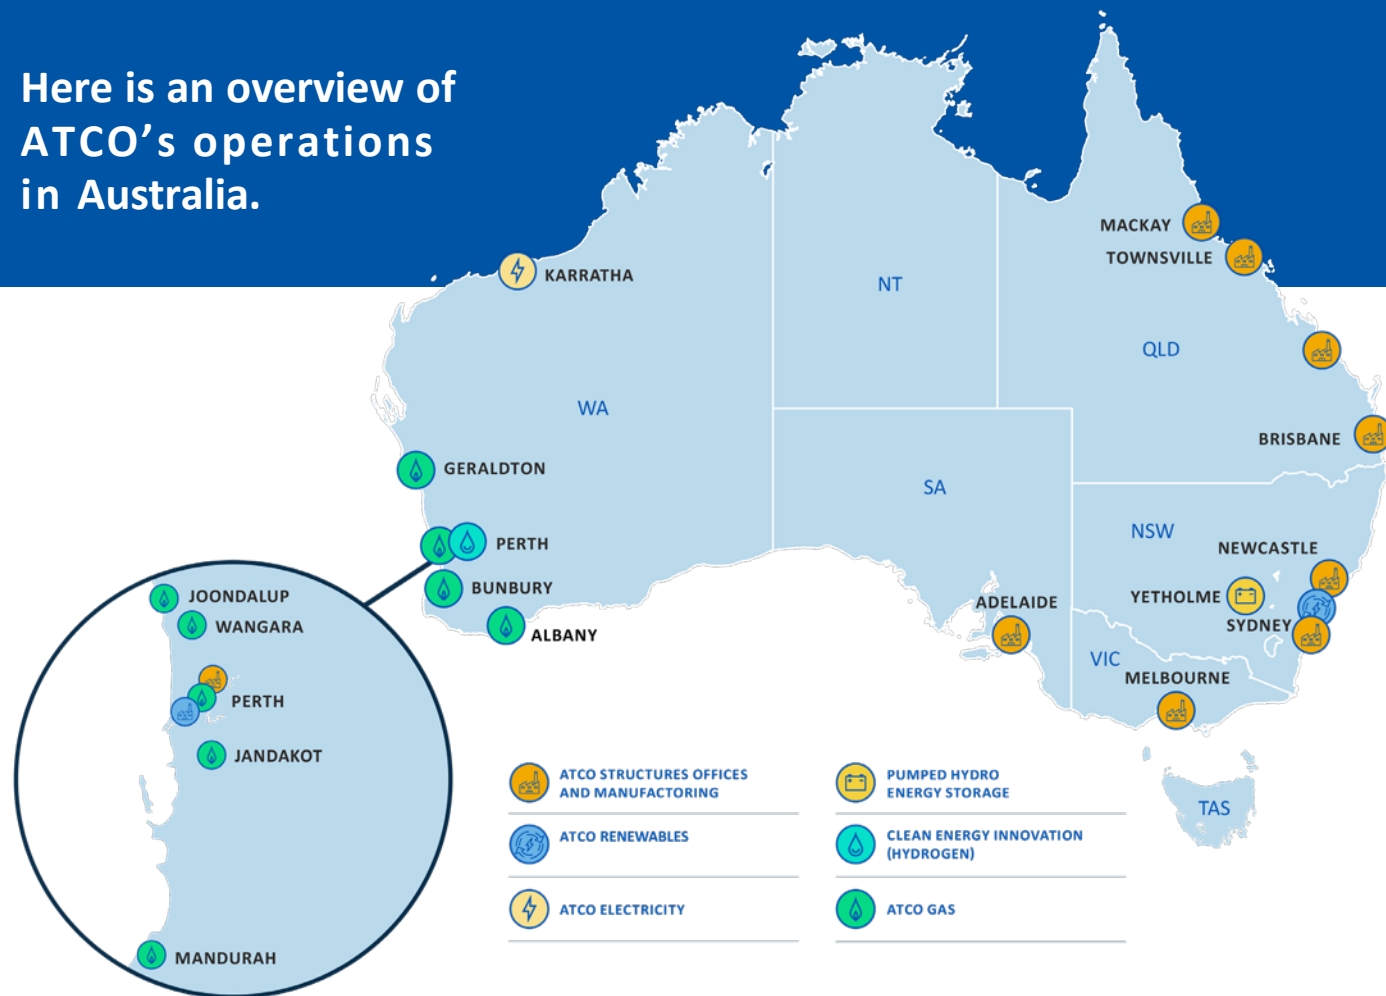 Here is an overview of
ATCO’s operations
in Australia.
MACKAY
TOWNSVILLE
KARRATHA
NT
QLD
WA
BRISBANE
GERALDTON
SA
NSW
PERTH
NEWCASTLE
BUNBURY
YETHOLME
JOONDALUP
ADELAIDE
SYDNEY
WANGARA
ALBANY
VIC
MELBOURNE
PERTH
JANDAKOT
ATCO STRUCTURES OFFICES
AND MANUFACTORING
PUMPED HYDRO
ENERGY STORAGE
TAS
ATCO RENEWABLES
CLEAN ENERGY INNOVATION
(HYDROGEN)
ATCO ELECTRICITY
ATCO GAS
MANDURAH